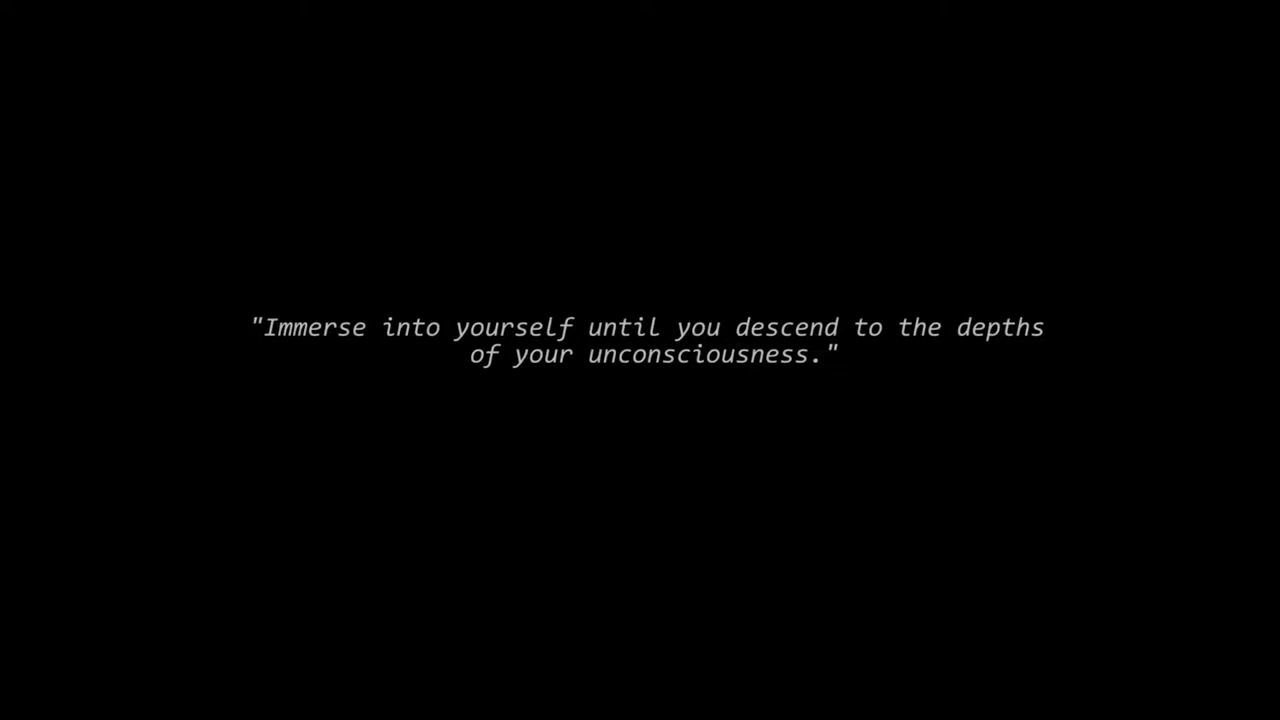 "Immerse into yourself until you descend to the depths
of your unconsciousness."